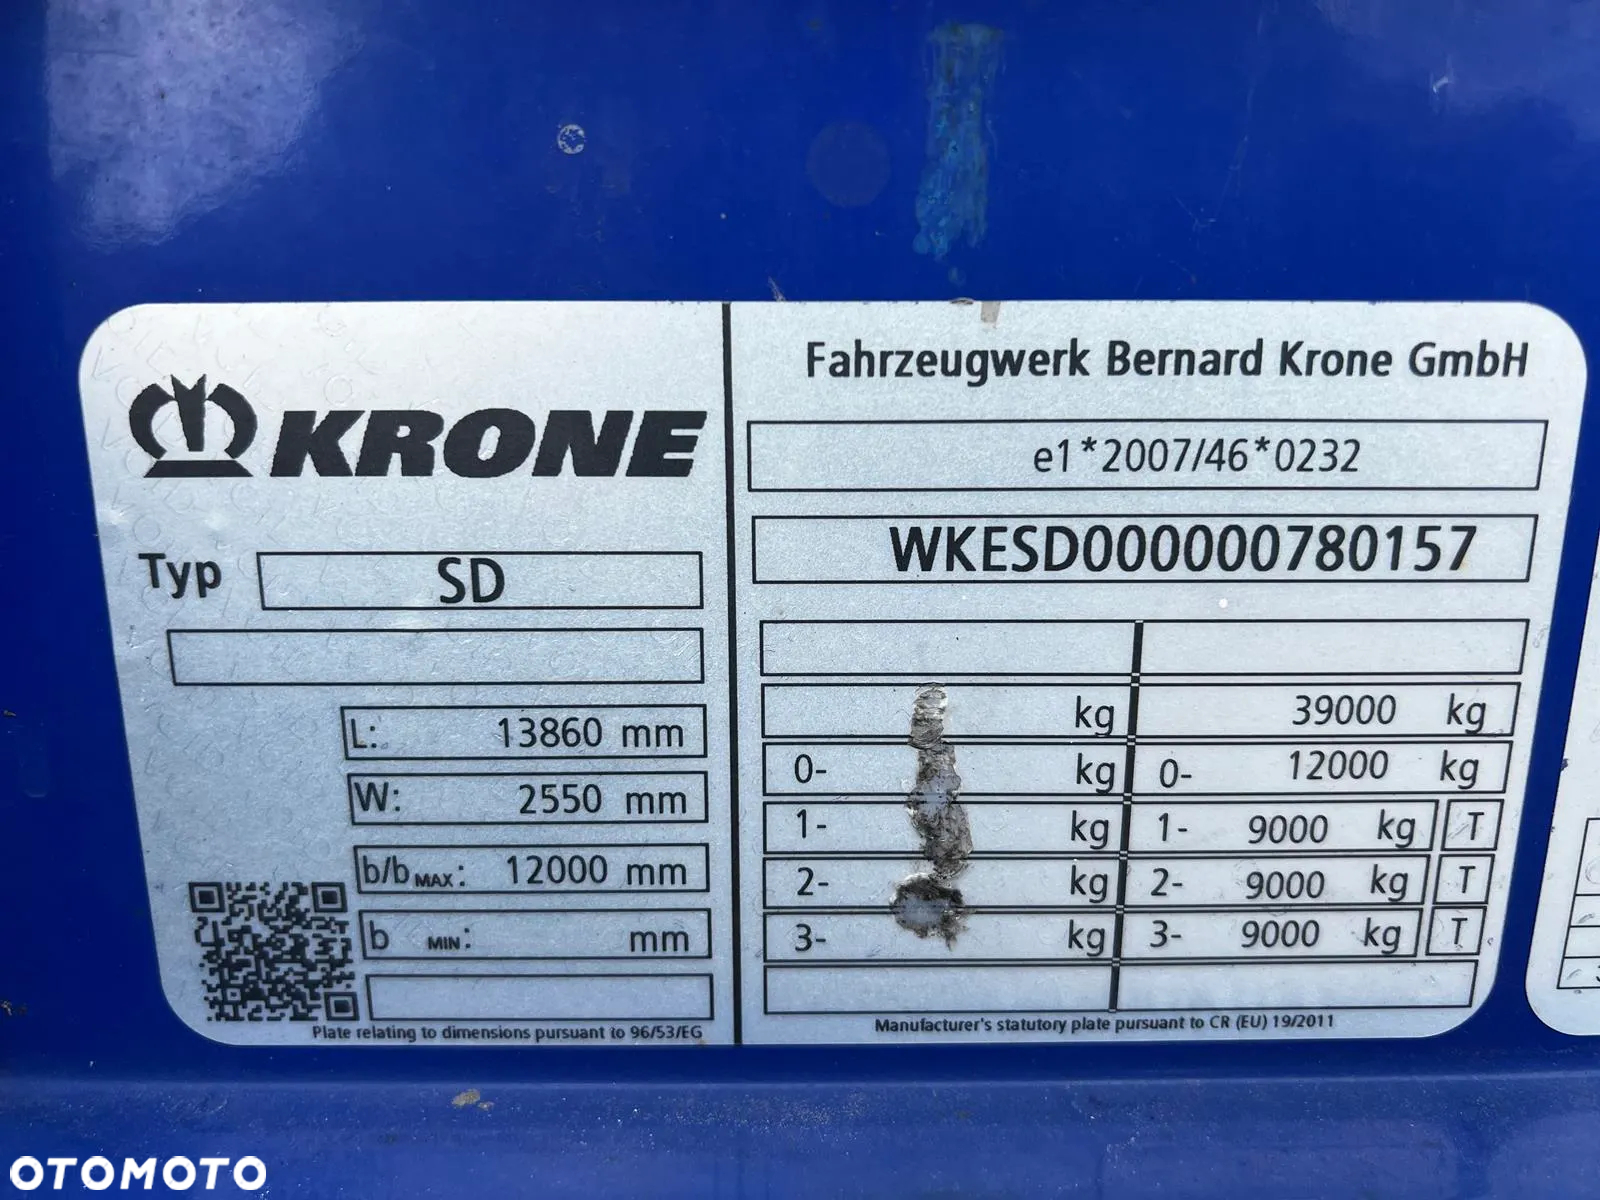 KRONE
Typ SD
L: 13860 mm
W: 2550 mm
b/b MAX: 12000 mm
b MIN: mm
Plate relating to dimensions pursuant to 96/53/EG
Fahrzeugwerk Bernard Krone GmbH
e1*2007/46*0232
WKESD000000780157
kg 39000 kg
0- kg 0- 12000 kg
1- kg 1- 9000 kg T
2- kg 2- 9000 kg T
3- kg 3- 9000 kg T
Manufacturer's statutory plate pursuant to CR (EU) 19/2011
OTOMOTO